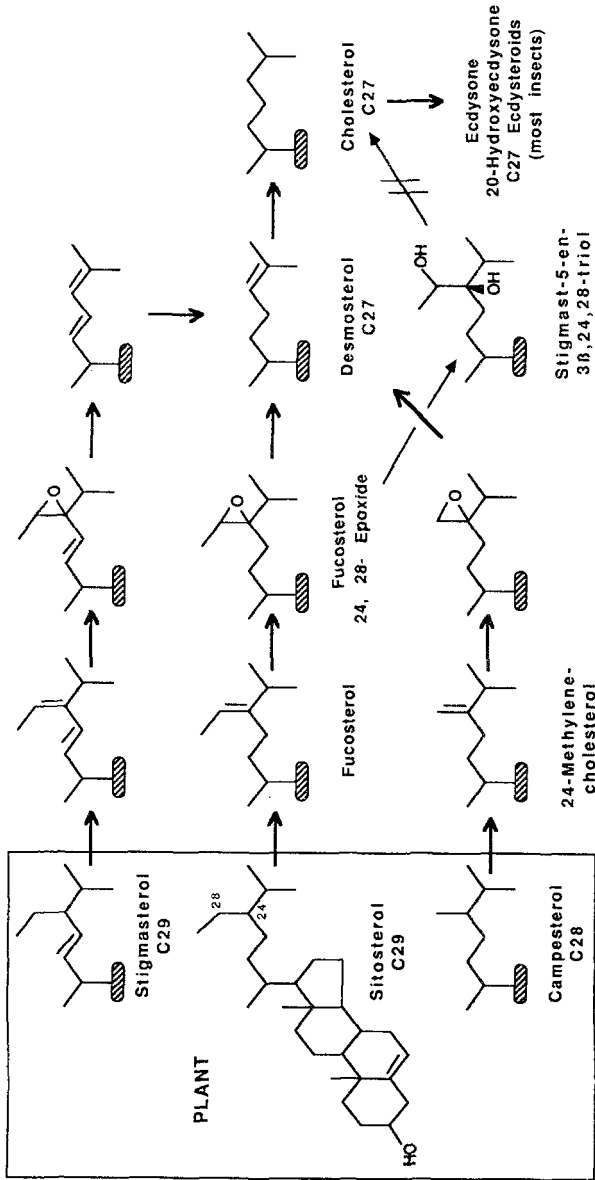 PLANT
Stigmasterol
C29
28
24
HO
Sitosterol
C29
Campesterol
C28
Fucosterol
24-Methylene-
cholesterol
O
O
Fucosterol
24, 28- Epoxide
O
Desmosterol
C27
OH
OH
Stigmast-5-en-
3ß,24,28-triol
Cholesterol
C27
Ecdysone
20-Hydroxyecdysone
C27 Ecdysteroids
(most insects)